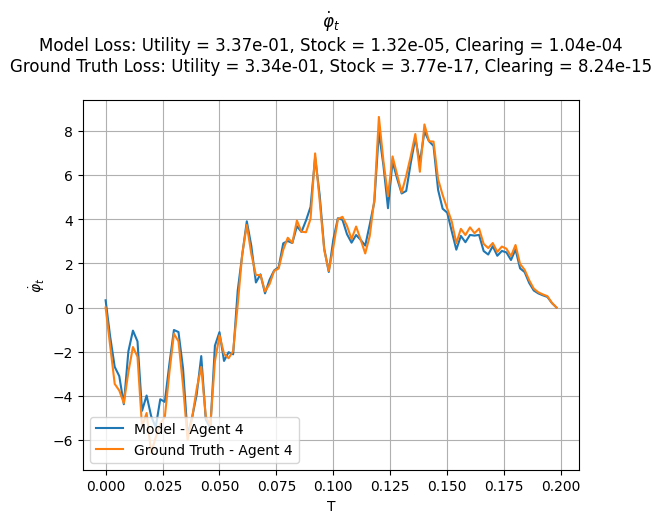 φ̇ₜ
Model Loss: Utility = 3.37e-01, Stock = 1.32e-05, Clearing = 1.04e-04
Ground Truth Loss: Utility = 3.34e-01, Stock = 3.77e-17, Clearing = 8.24e-15
8
6
4
2
0
−2
−4
−6
φ̇ₜ
Model - Agent 4
Ground Truth - Agent 4
0.000 0.025 0.050 0.075 0.100 0.125 0.150 0.175 0.200
T